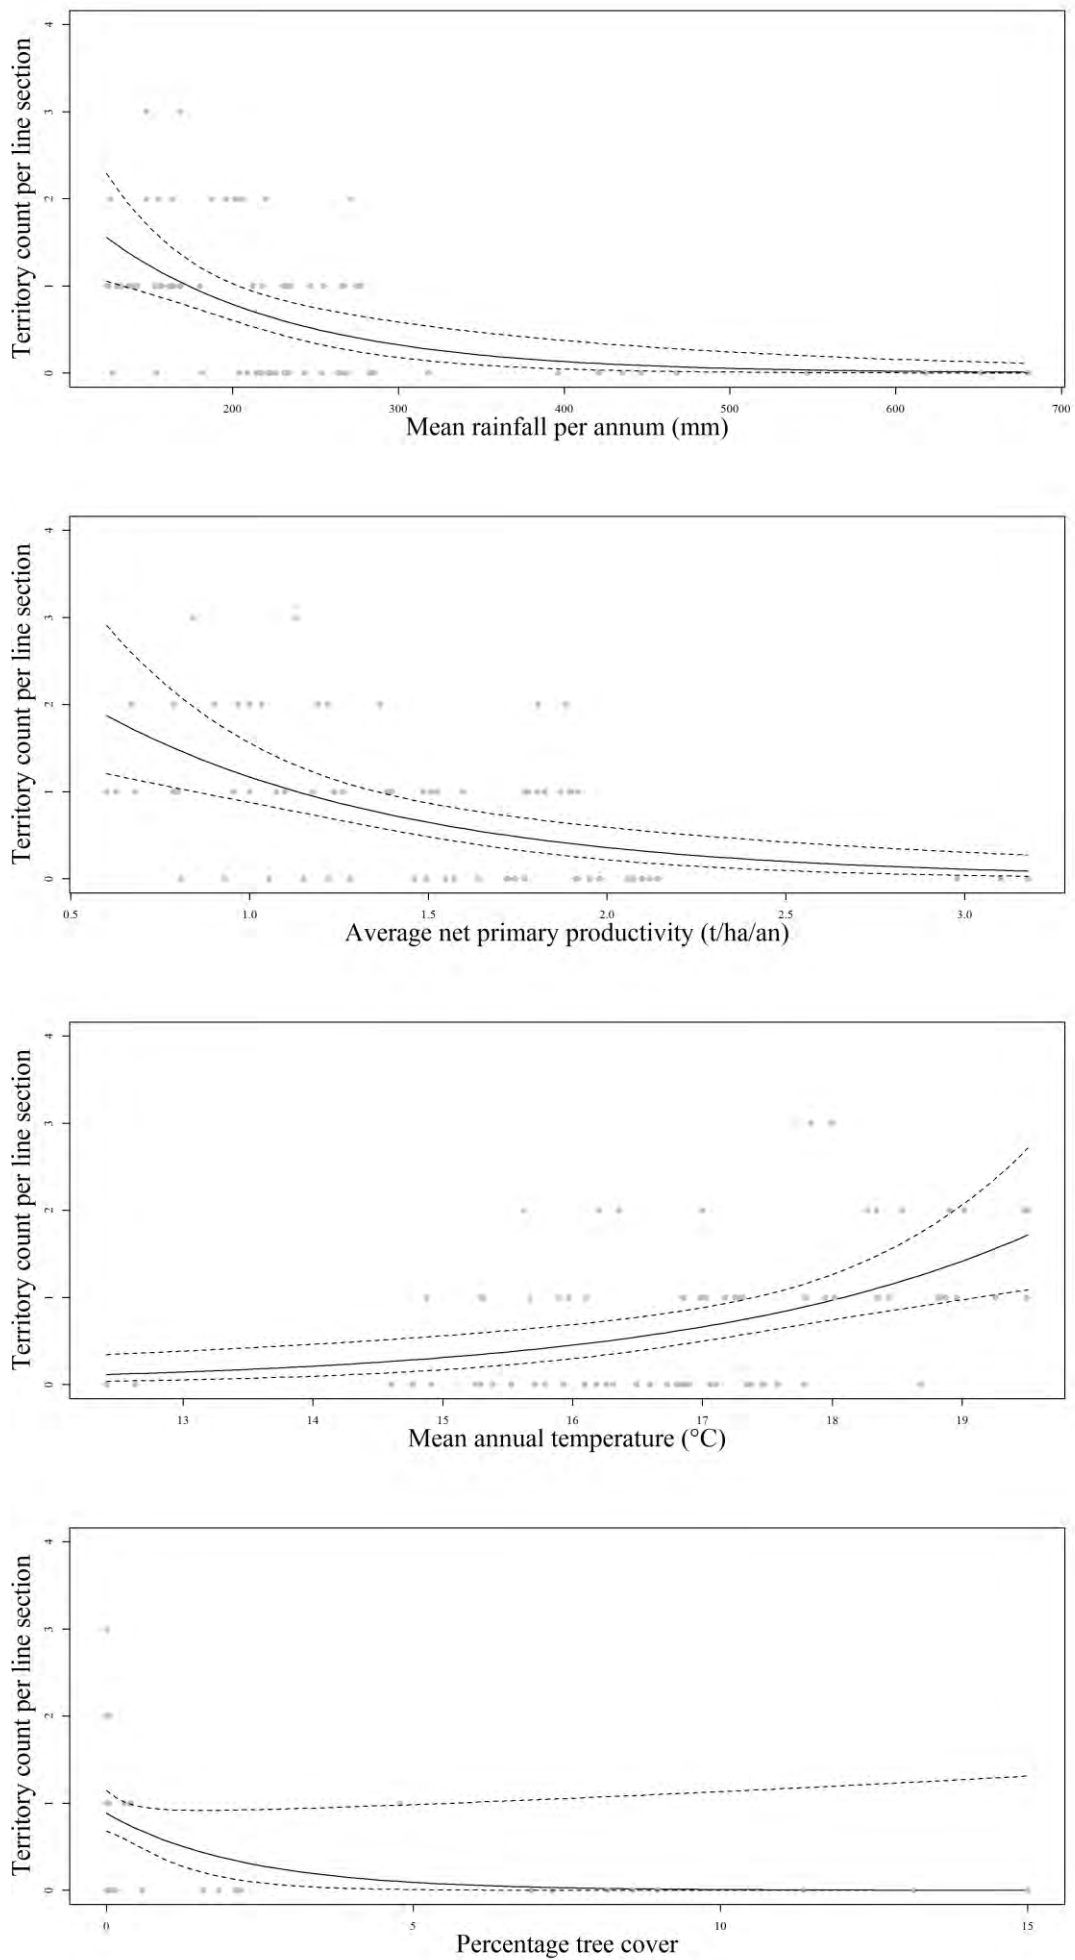 Territory count per line section
4
3
2
1
0
200 300 400 500 600 700
Mean rainfall per annum (mm)
Territory count per line section
4
3
2
1
0
0.5 1.0 1.5 2.0 2.5 3.0
Average net primary productivity (t/ha/an)
Territory count per line section
4
3
2
1
0
13 14 15 16 17 18 19
Mean annual temperature (°C)
Territory count per line section
4
3
2
1
0
0 5 10 15
Percentage tree cover